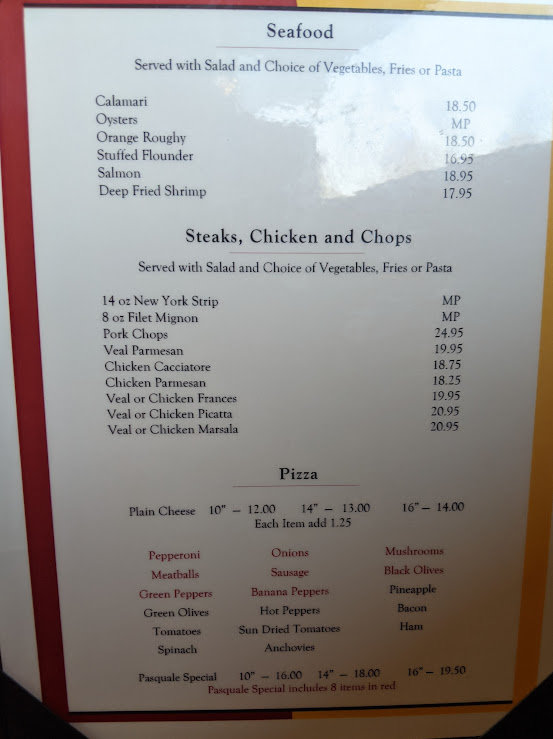 Seafood
Served with Salad and Choice of Vegetables, Fries or Pasta
Calamari 18.50
Oysters MP
Orange Roughy 18.50
Stuffed Flounder 16.95
Salmon 18.95
Deep Fried Shrimp 17.95
Steaks, Chicken and Chops
Served with Salad and Choice of Vegetables, Fries or Pasta
14 oz New York Strip MP
8 oz Filet Mignon MP
Pork Chops 24.95
Veal Parmesan 19.95
Chicken Cacciatore 18.75
Chicken Parmesan 18.25
Veal or Chicken Frances 19.95
Veal or Chicken Picatta 20.95
Veal or Chicken Marsala 20.95
Pizza
Plain Cheese 10" – 12.00 14" – 13.00 16" – 14.00
Each Item add 1.25
Pepperoni Onions Mushrooms
Meatballs Sausage Black Olives
Green Peppers Banana Peppers Pineapple
Green Olives Hot Peppers Bacon
Tomatoes Sun Dried Tomatoes Ham
Spinach Anchovies
Pasquale Special 10" – 16.00 14" – 18.00 16" – 19.50
Pasquale Special includes 8 items in red